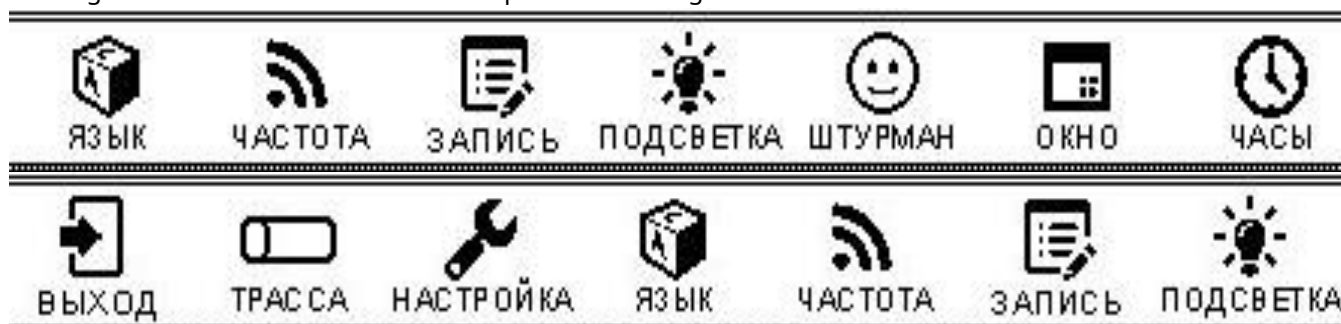 ЯЗЫК ЧАСТОТА ЗАПИСЬ ПОДСВЕТКА ШТУРМАН ОКНО ЧАСЫ
ВЫХОД ТРАССА НАСТРОЙКА ЯЗЫК ЧАСТОТА ЗАПИСЬ ПОДСВЕТКА